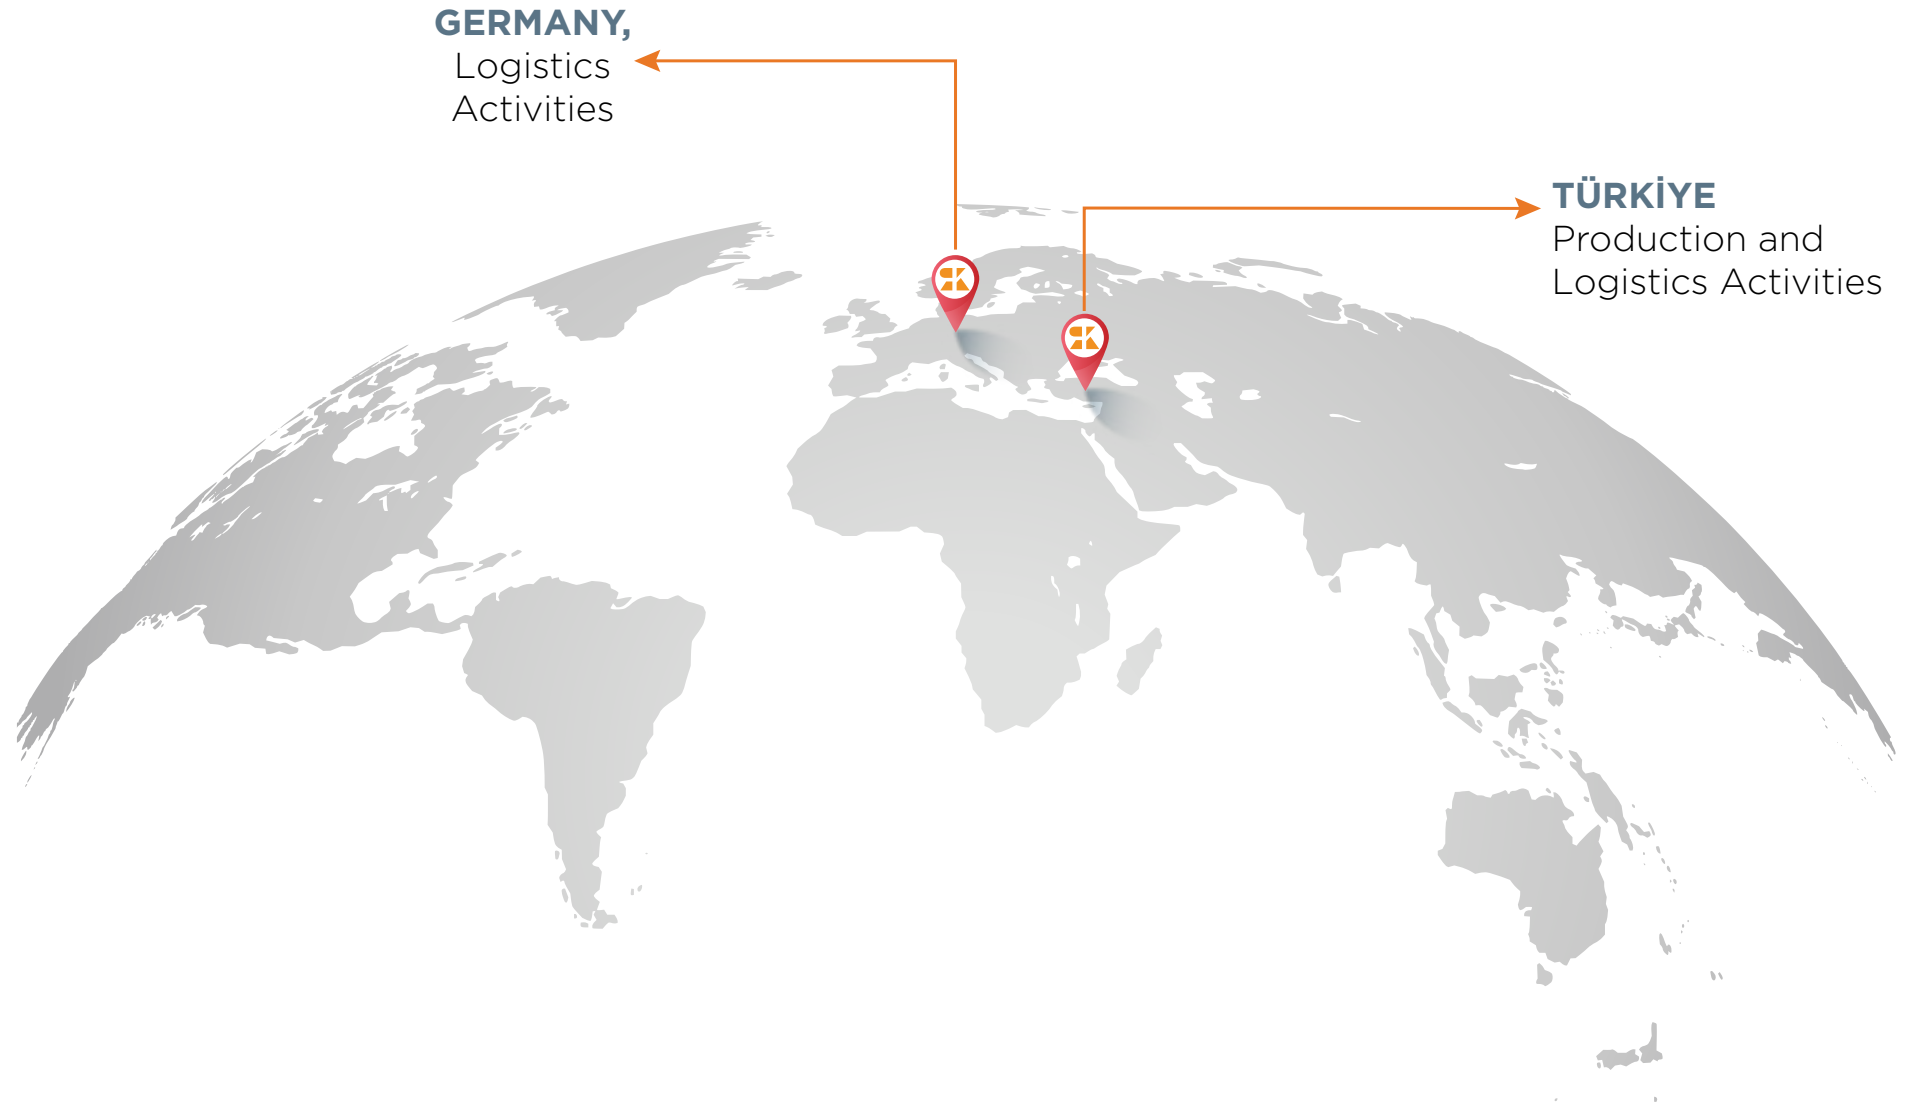 GERMANY,
Logistics
Activities
TÜRKİYE
Production and
Logistics Activities